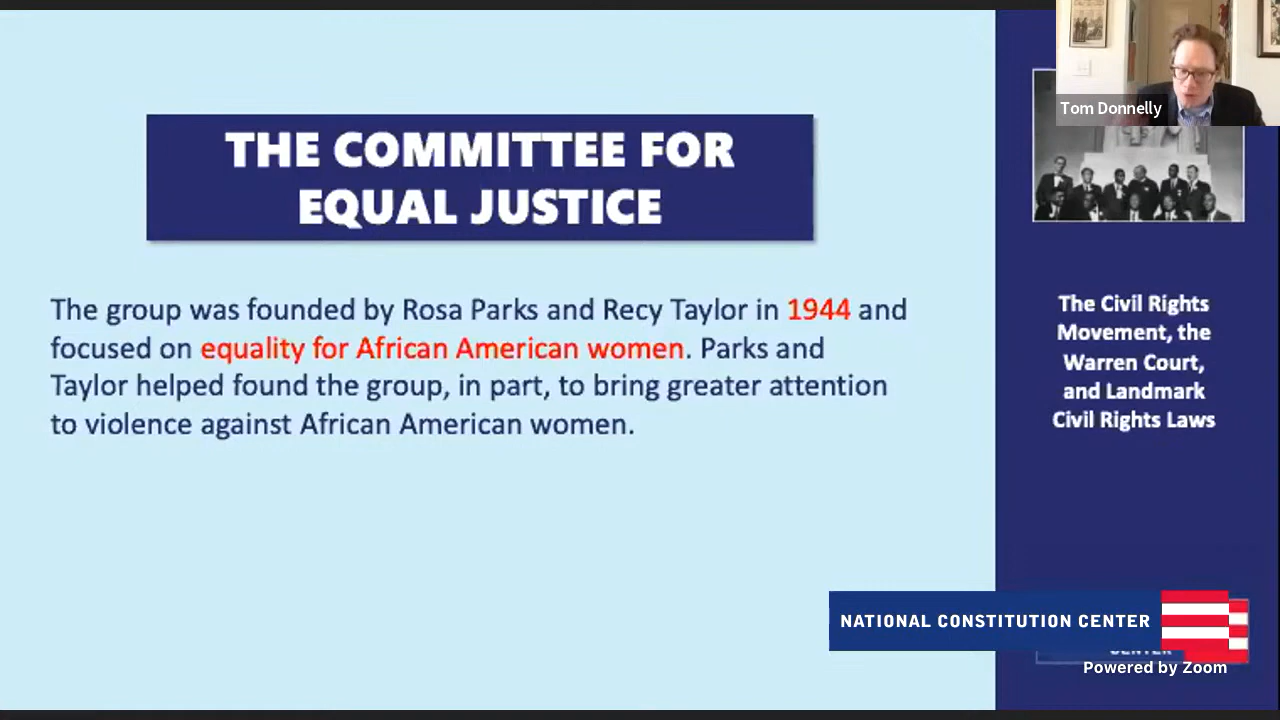 THE COMMITTEE FOR
EQUAL JUSTICE
The group was founded by Rosa Parks and Recy Taylor in 1944 and
focused on equality for African American women. Parks and
Taylor helped found the group, in part, to bring greater attention
to violence against African American women.
Tom Donnelly
The Civil Rights
Movement, the
Warren Court,
and Landmark
Civil Rights Laws
NATIONAL CONSTITUTION CENTER
CENTER
Powered by Zoom